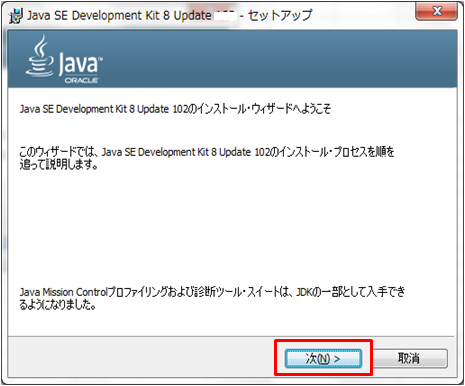 Java SE Development Kit 8 Update - セットアップ
Java™
ORACLE
Java SE Development Kit 8 Update 102のインストール・ウィザードへようこそ
このウィザードでは、Java SE Development Kit 8 Update 102のインストール・プロセスを順を
追って説明します。
Java Mission Controlプロファイリングおよび診断ツール・スイートは、JDKの一部として入手でき
るようになりました。
次(N) >
取消